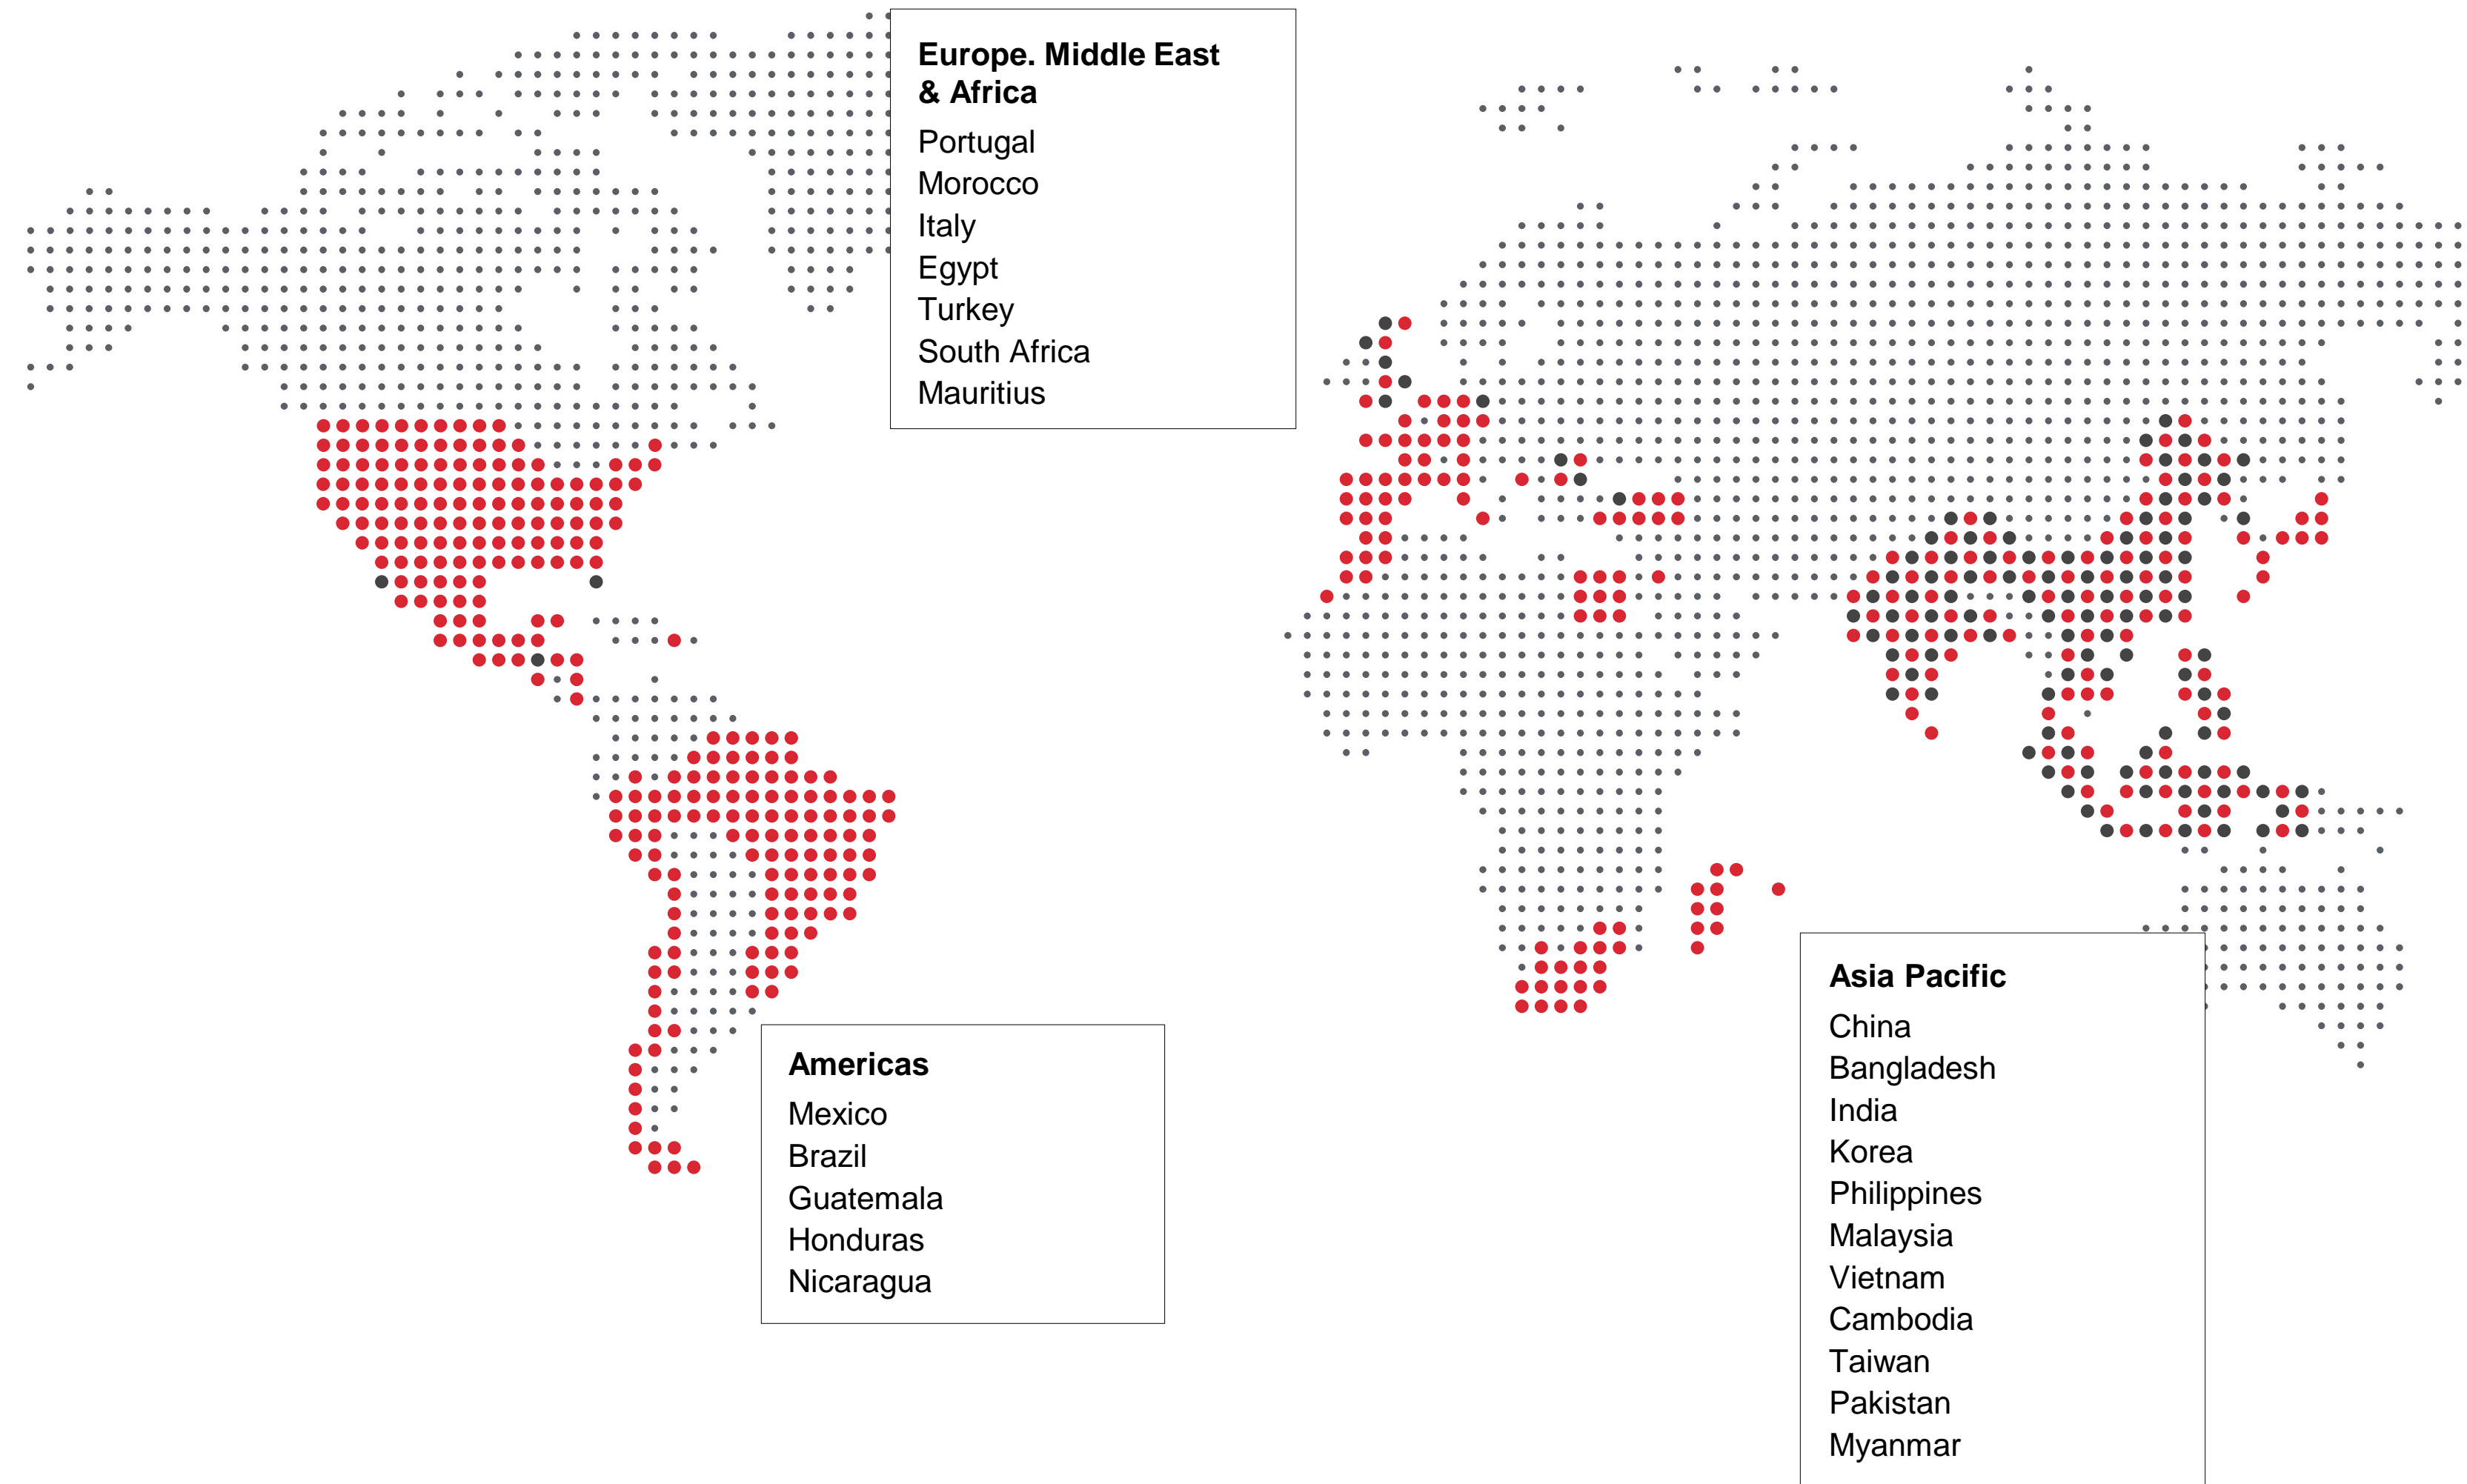 Europe. Middle East
& Africa
Portugal
Morocco
Italy
Egypt
Turkey
South Africa
Mauritius
Americas
Mexico
Brazil
Guatemala
Honduras
Nicaragua
Asia Pacific
China
Bangladesh
India
Korea
Philippines
Malaysia
Vietnam
Cambodia
Taiwan
Pakistan
Myanmar